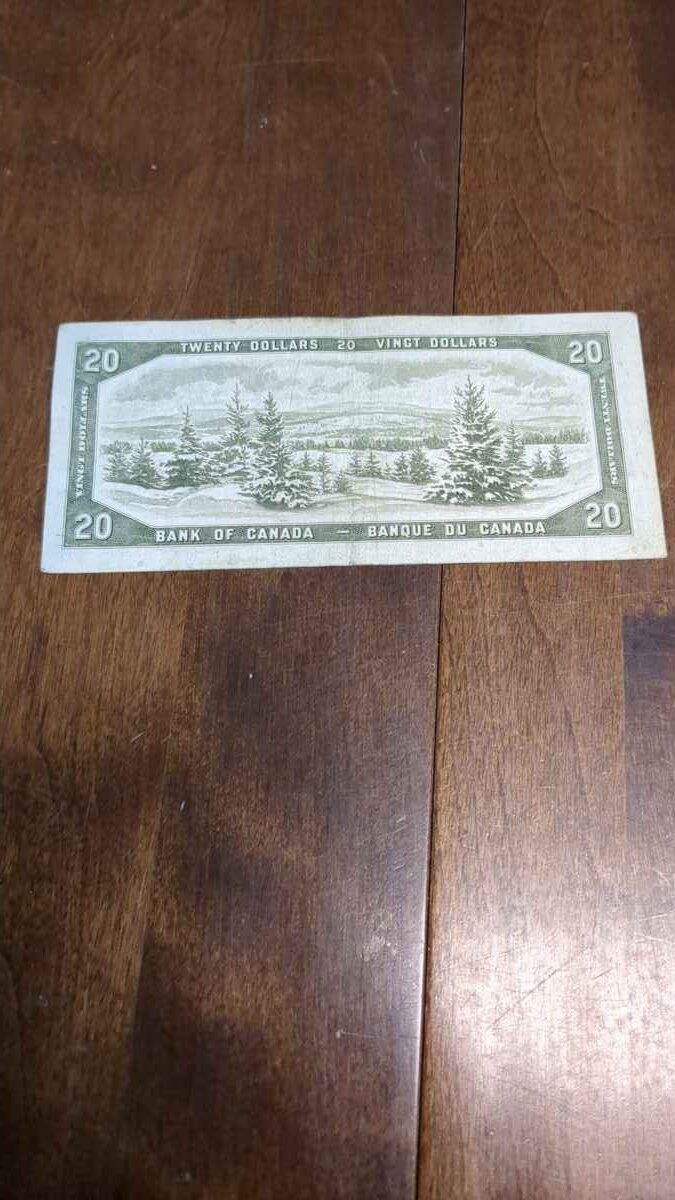 20 TWENTY DOLLARS 20 VINGT DOLLARS 20
VINGT DOLLARS
TWENTY DOLLARS
20 BANK OF CANADA — BANQUE DU CANADA 20